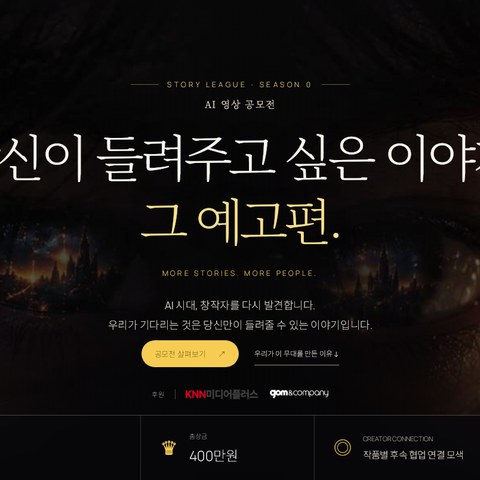 STORY LEAGUE · SEASON 0
AI 영상 공모전
신이 들려주고 싶은 이야
그 예고편.
MORE STORIES. MORE PEOPLE.
AI 시대, 창작자를 다시 발견합니다.
우리가 기다리는 것은 당신만이 들려줄 수 있는 이야기입니다.
공모전 살펴보기 ↗
우리가 이 무대를 만든 이유 ↓
후원
KNN미디어플러스
gom&company
총상금
400만원
CREATOR CONNECTION
작품별 후속 협업 연결 모색